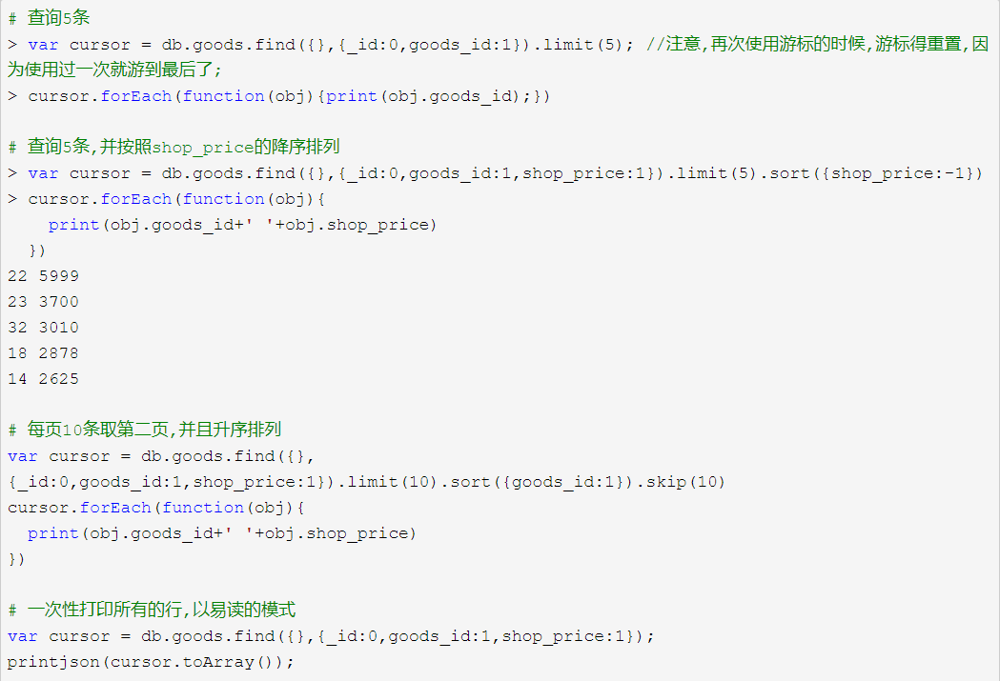 # 查询5条
> var cursor = db.goods.find({},{_id:0,goods_id:1}).limit(5); //注意,再次使用游标的时候,游标得重置,因
为使用过一次就游到最后了;
> cursor.forEach(function(obj){print(obj.goods_id);})
# 查询5条,并按照shop_price的降序排列
> var cursor = db.goods.find({},{_id:0,goods_id:1,shop_price:1}).limit(5).sort({shop_price:-1})
> cursor.forEach(function(obj){
print(obj.goods_id+' '+obj.shop_price)
})
22 5999
23 3700
32 3010
18 2878
14 2625
# 每页10条取第二页,并且升序排列
var cursor = db.goods.find({},
{_id:0,goods_id:1,shop_price:1}).limit(10).sort({goods_id:1}).skip(10)
cursor.forEach(function(obj){
print(obj.goods_id+' '+obj.shop_price)
})
# 一次性打印所有的行,以易读的模式
var cursor = db.goods.find({},{_id:0,goods_id:1,shop_price:1});
printjson(cursor.toArray());